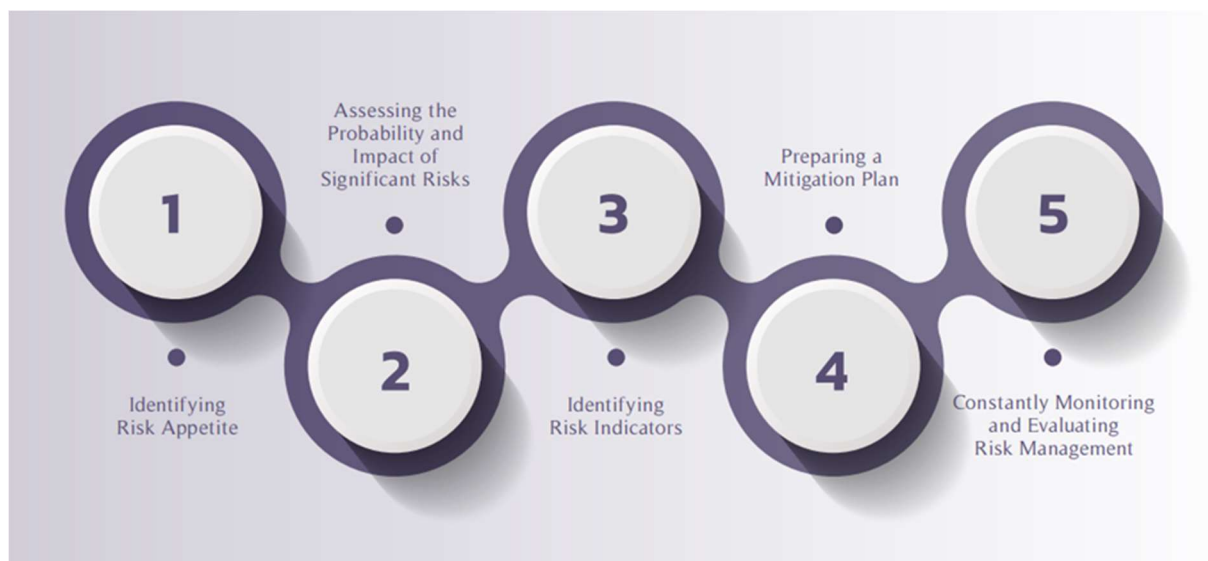 1
Identifying
Risk Appetite
Assessing the
Probability and
Impact of
Significant Risks
2
3
Identifying
Risk Indicators
Preparing a
Mitigation Plan
4
5
Constantly Monitoring
and Evaluating
Risk Management